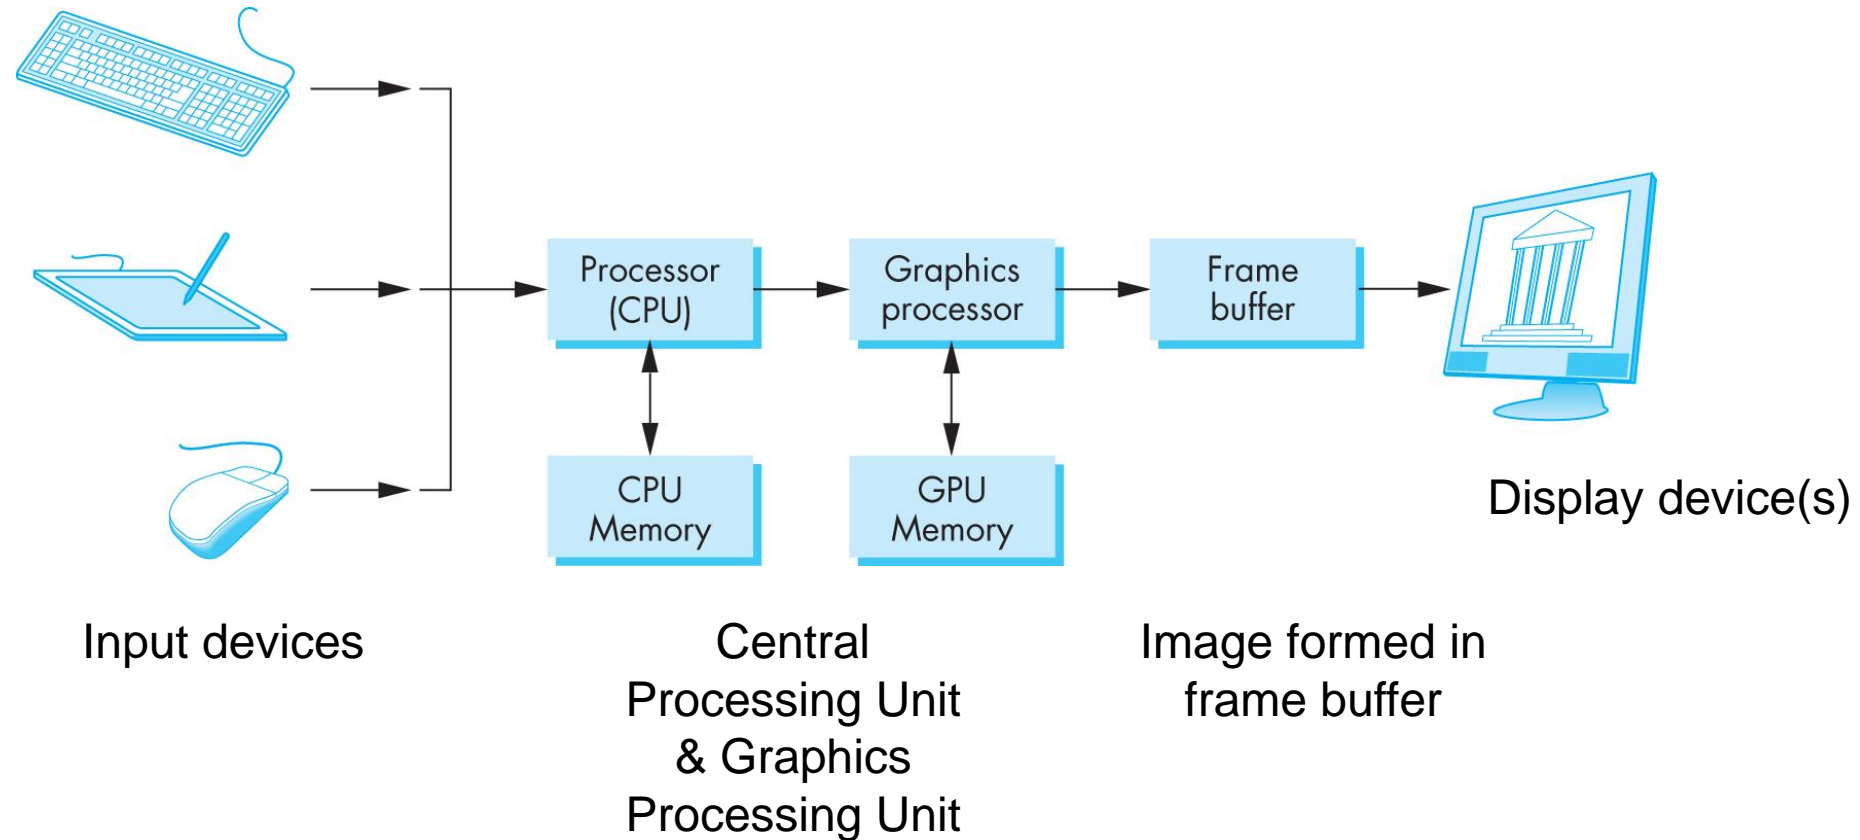 Processor
(CPU)
Graphics
processor
Frame
buffer
CPU
Memory
GPU
Memory
Display device(s)
Input devices
Central
Processing Unit
& Graphics
Processing Unit
Image formed in
frame buffer